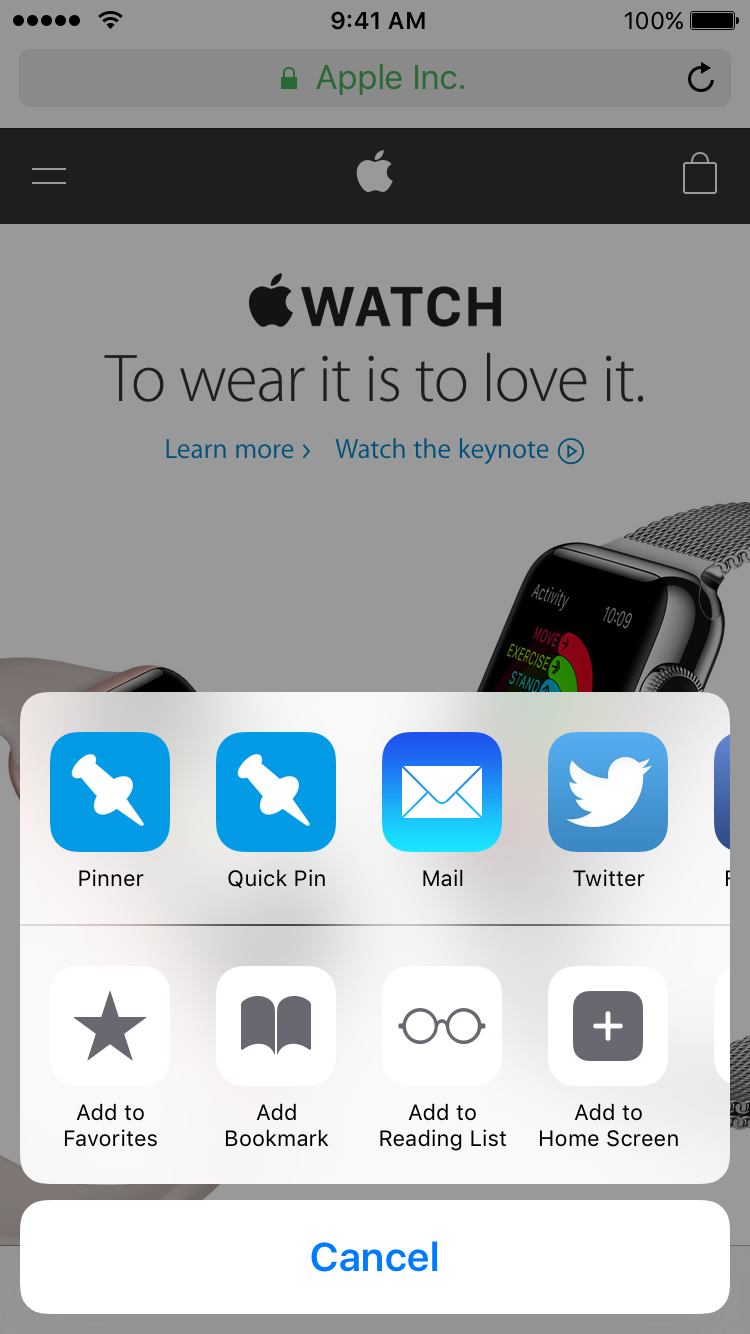 9:41 AM
100%
Apple Inc.
WATCH
To wear it is to love it.
Learn more › Watch the keynote
Activity
10:09
MOVE
EXERCISE
STAND
Pinner
Quick Pin
Mail
Twitter
Add to
Favorites
Add
Bookmark
Add to
Reading List
Add to
Home Screen
Cancel